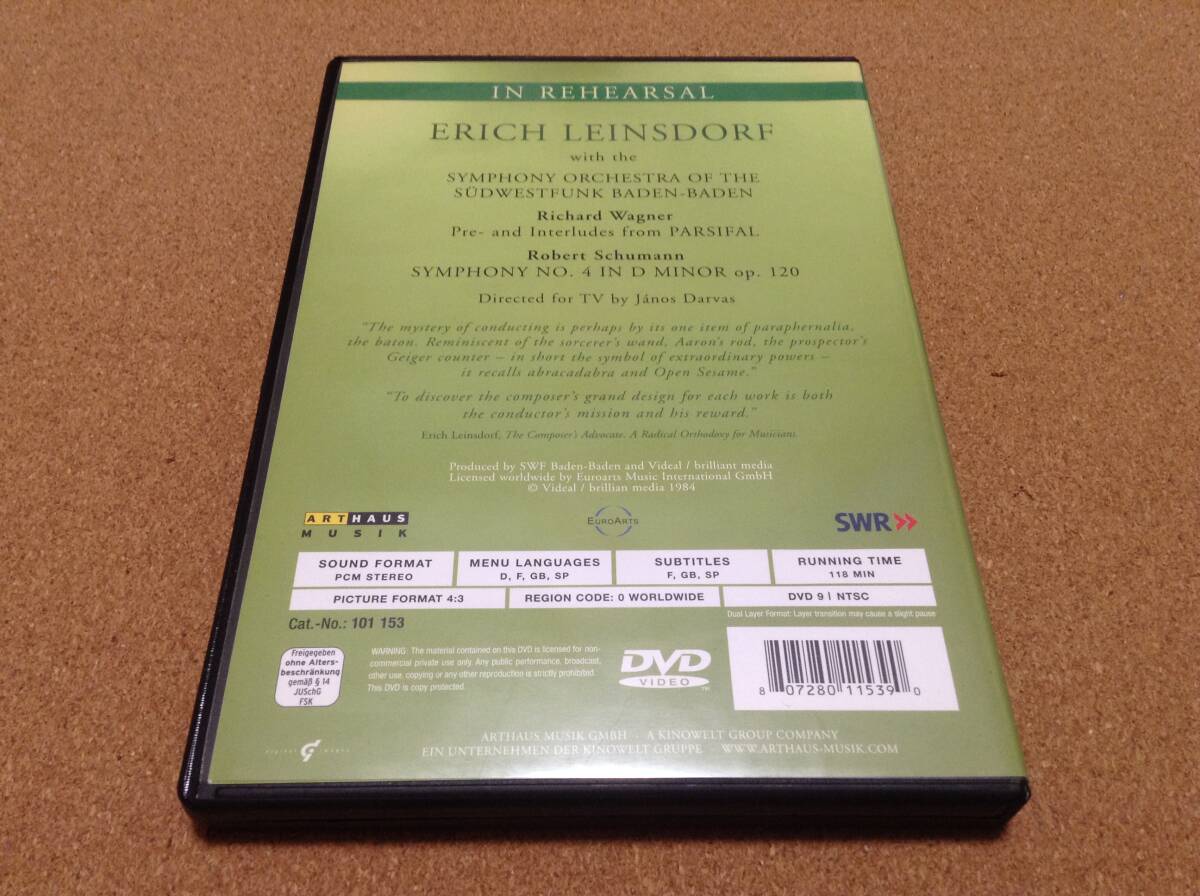 IN REHEARSAL
ERICH LEINSDORF
with the
SYMPHONY ORCHESTRA OF THE
SÜDWESTFUNK BADEN-BADEN
Richard Wagner
Pre- and Interludes from PARSIFAL
Robert Schumann
SYMPHONY NO. 4 IN D MINOR op. 120
Directed for TV by János Darvas
"The mystery of conducting is perhaps by its one item of paraphernalia,
the baton. Reminiscent of the sorcerer's wand, Aaron's rod, the prospector's
Geiger counter – in short the symbol of extraordinary powers –
it recalls abracadabra and Open Sesame."
"To discover the composer's grand design for each work is both
the conductor's mission and his reward."
Erich Leinsdorf, The Composer's Advocate. A Radical Orthodoxy for Musicians.
Produced by SWF Baden-Baden and Videal / brilliant media
Licensed worldwide by Euroarts Music International GmbH
© Videal / brillian media 1984
ARTHAUS
MUSIK
EUROARTS
SWR
SOUND FORMAT
PCM STEREO
MENU LANGUAGES
D, F, GB, SP
SUBTITLES
F, GB, SP
RUNNING TIME
118 MIN
PICTURE FORMAT 4:3
REGION CODE: 0 WORLDWIDE
DVD 9 | NTSC
Dual Layer Format: Layer transition may cause a slight pause
Cat.-No.: 101 153
Freigegeben
ohne Alters-
beschränkung
gemäß § 14
JUSchG
FSK
WARNING: The material contained on this DVD is licensed for non-
commercial private use only. Any public performance, broadcast,
other use, copying or any other reproduction is strictly prohibited.
This DVD is copy protected.
DVD
VIDEO
TM
8 07280 11539 0
ARTHAUS MUSIK GMBH · A KINOWELT GROUP COMPANY
EIN UNTERNEHMEN DER KINOWELT GRUPPE · WWW.ARTHAUS-MUSIK.COM